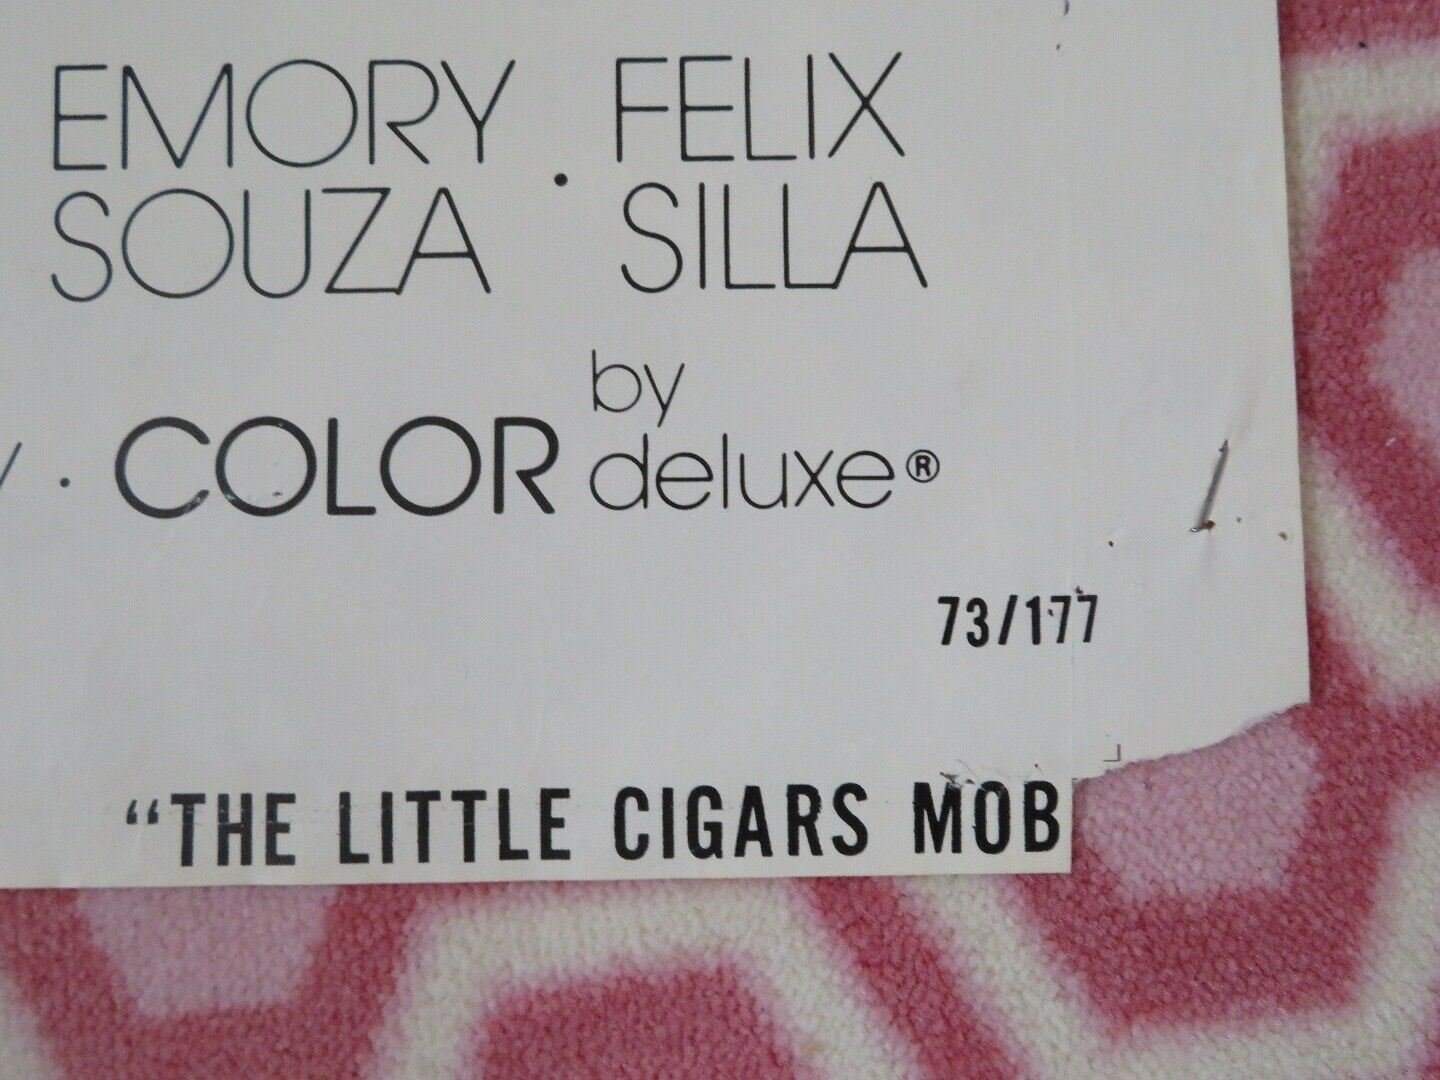 EMORY SOUZA · FELIX SILLA
· COLOR by deluxe®
73/177
“THE LITTLE CIGARS MOB